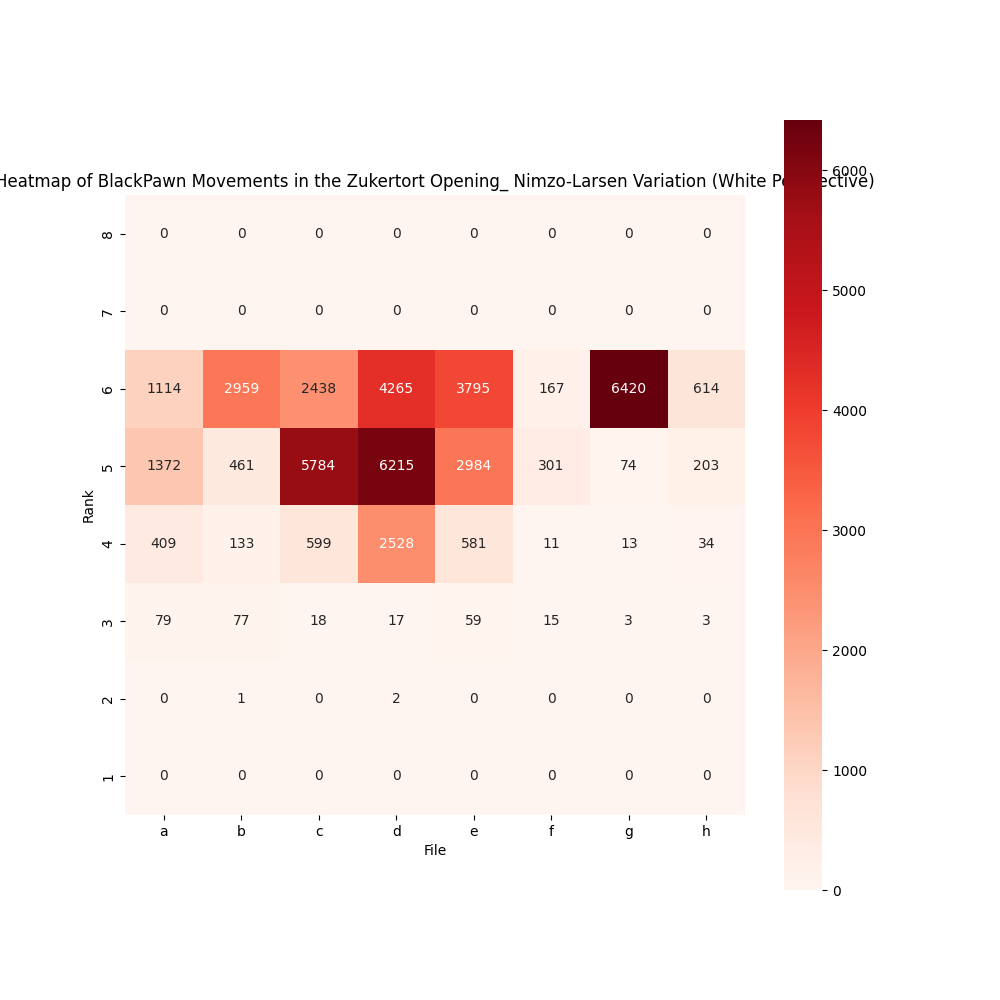 Heatmap of BlackPawn Movements in the Zukertort Opening_ Nimzo-Larsen Variation (White Perspective)
8 0 0 0 0 0 0 0 0
7 0 0 0 0 0 0 0 0
6 1114 2959 2438 4265 3795 167 6420 614
5 1372 461 5784 6215 2984 301 74 203
4 409 133 599 2528 581 11 13 34
3 79 77 18 17 59 15 3 3
2 0 1 0 2 0 0 0 0
1 0 0 0 0 0 0 0 0
a b c d e f g h
File
Rank
6000
5000
4000
3000
2000
1000
0